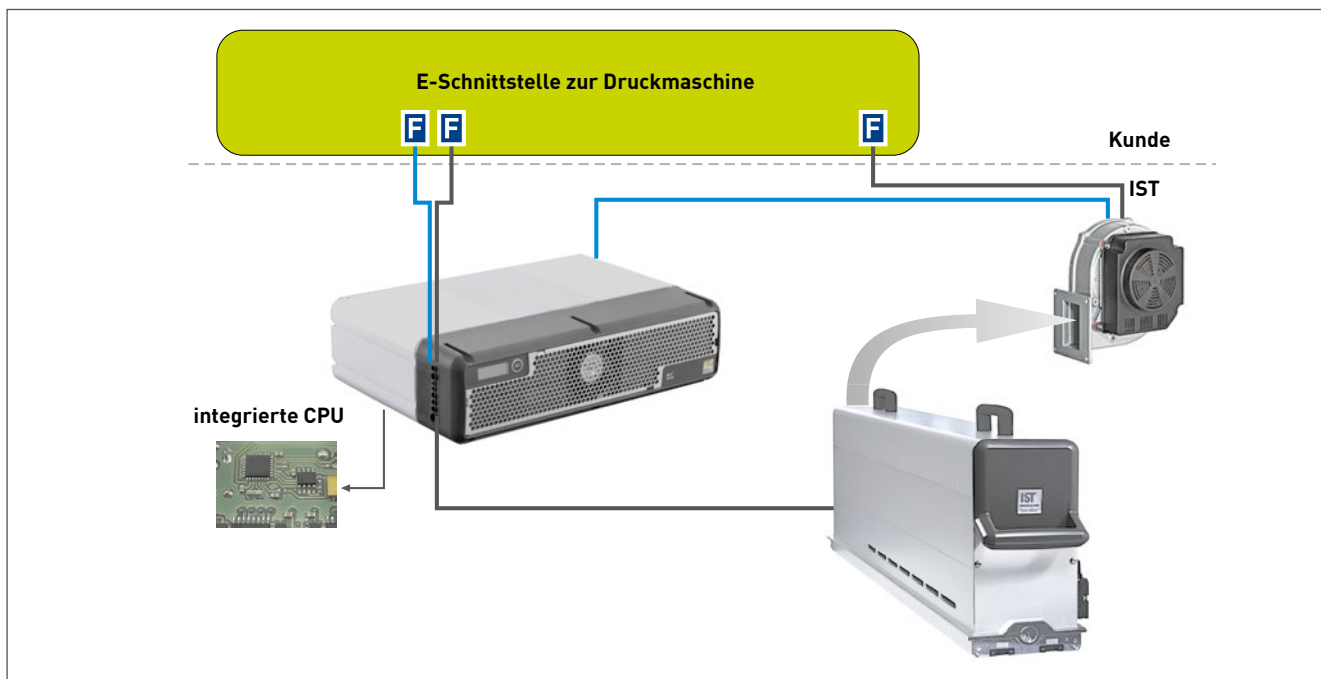 E-Schnittstelle zur Druckmaschine
F
F
F
Kunde
IST
integrierte CPU
IST